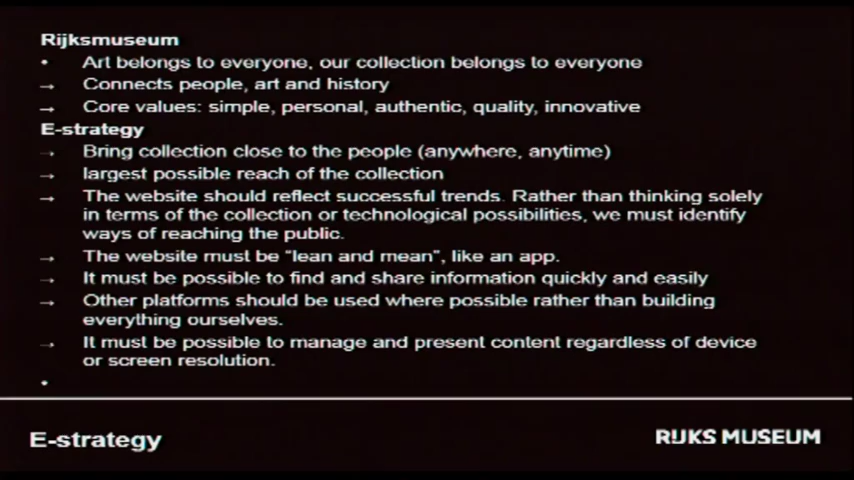 Rijksmuseum
• Art belongs to everyone, our collection belongs to everyone
→ Connects people, art and history
→ Core values: simple, personal, authentic, quality, innovative
E-strategy
→ Bring collection close to the people (anywhere, anytime)
→ largest possible reach of the collection
→ The website should reflect successful trends. Rather than thinking solely
in terms of the collection or technological possibilities, we must identify
ways of reaching the public.
→ The website must be "lean and mean", like an app.
→ It must be possible to find and share information quickly and easily
→ Other platforms should be used where possible rather than building
everything ourselves.
→ It must be possible to manage and present content regardless of device
or screen resolution.
•
E-strategy
RIJKS MUSEUM